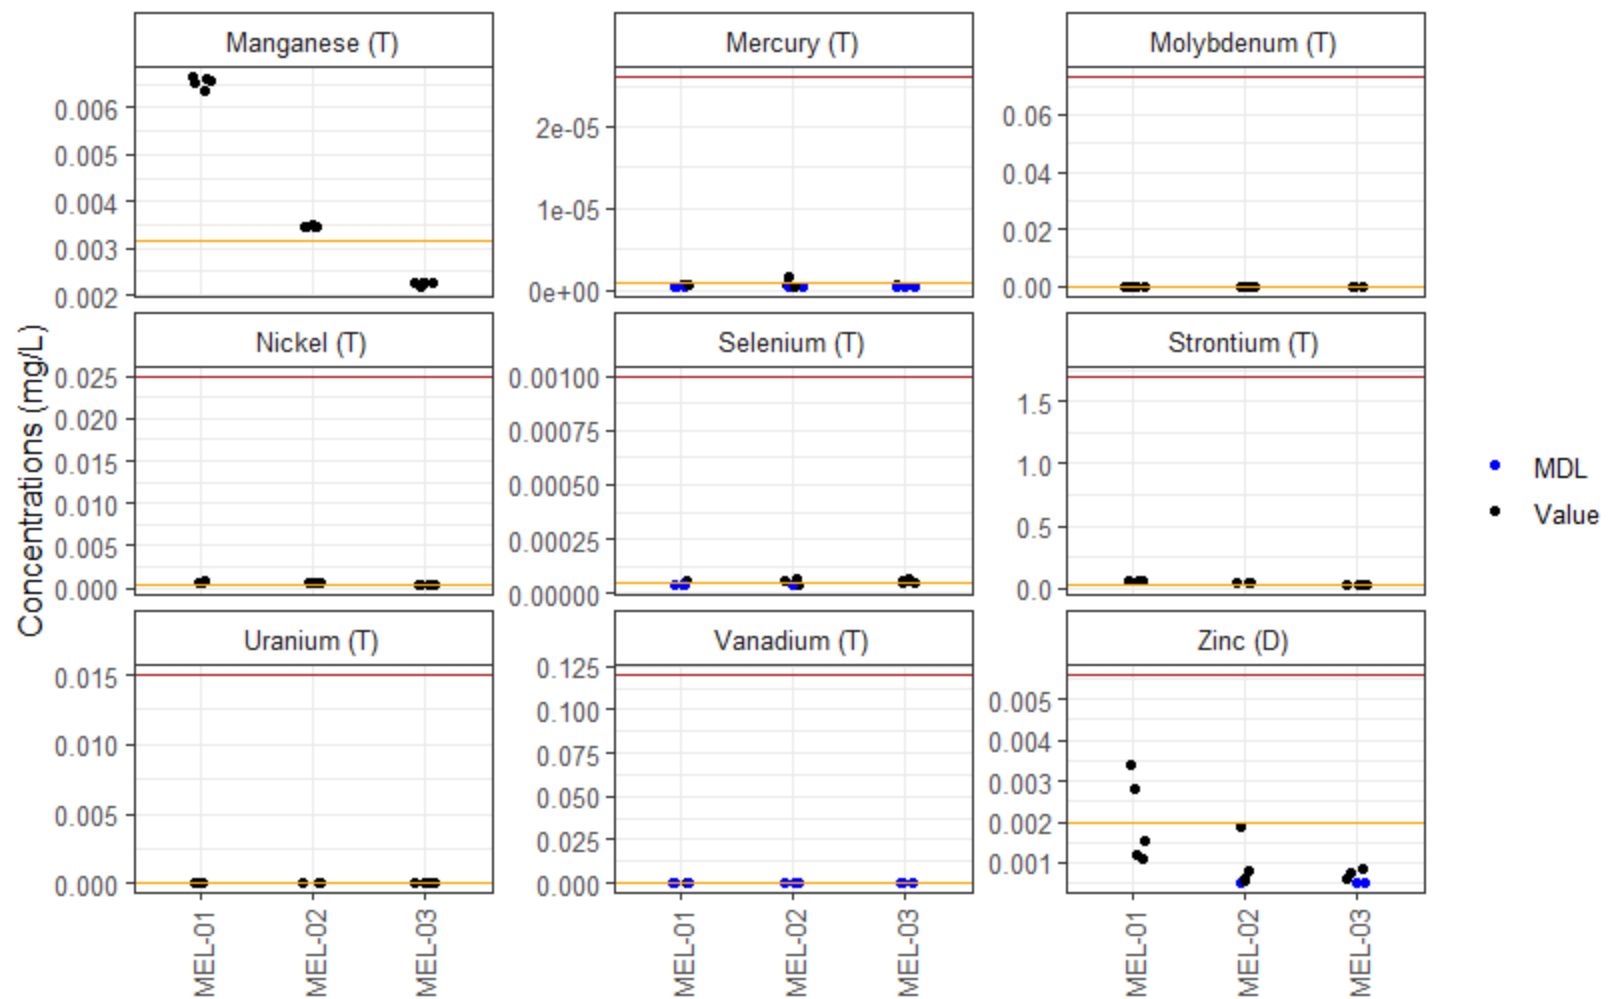 Manganese (T)
Mercury (T)
Molybdenum (T)
0.006
0.005
0.004
0.003
0.002
2e-05
1e-05
0e+00
0.06
0.04
0.02
0.00
Nickel (T)
Selenium (T)
Strontium (T)
0.025
0.020
0.015
0.010
0.005
0.000
0.00100
0.00075
0.00050
0.00025
0.00000
1.5
1.0
0.5
0.0
Uranium (T)
Vanadium (T)
Zinc (D)
0.015
0.010
0.005
0.000
0.125
0.100
0.075
0.050
0.025
0.000
0.005
0.004
0.003
0.002
0.001
MEL-01
MEL-02
MEL-03
MEL-01
MEL-02
MEL-03
MEL-01
MEL-02
MEL-03
Concentrations (mg/L)
MDL
Value